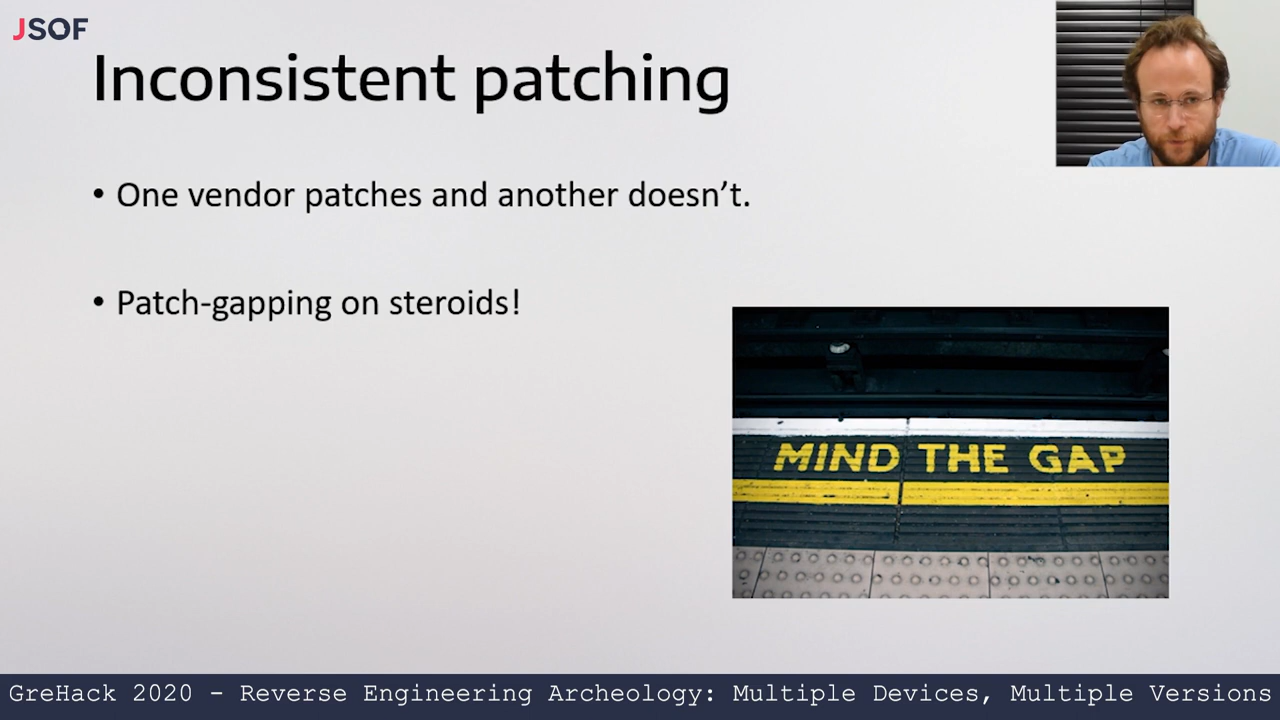 JSOF
Inconsistent patching
• One vendor patches and another doesn’t.
• Patch-gapping on steroids!
MIND THE GAP
GreHack 2020 - Reverse Engineering Archeology: Multiple Devices, Multiple Versions